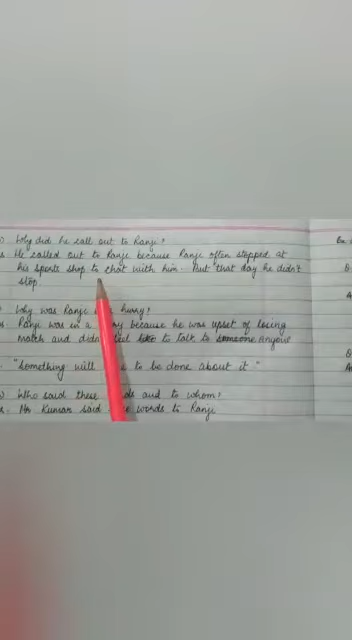 Why did he call out to Ranji?
He called out to Ranji because Ranji often stopped at
his sports shop to chat with him. But that day he didn't
stop.
Why was Ranji hurry?
Ranji was in a because he was upset of losing
match and didn feel like to talk to someone Anyone
"Something will to be done about it."
Who said these and to whom?
Mr Kumar said words to Ranji